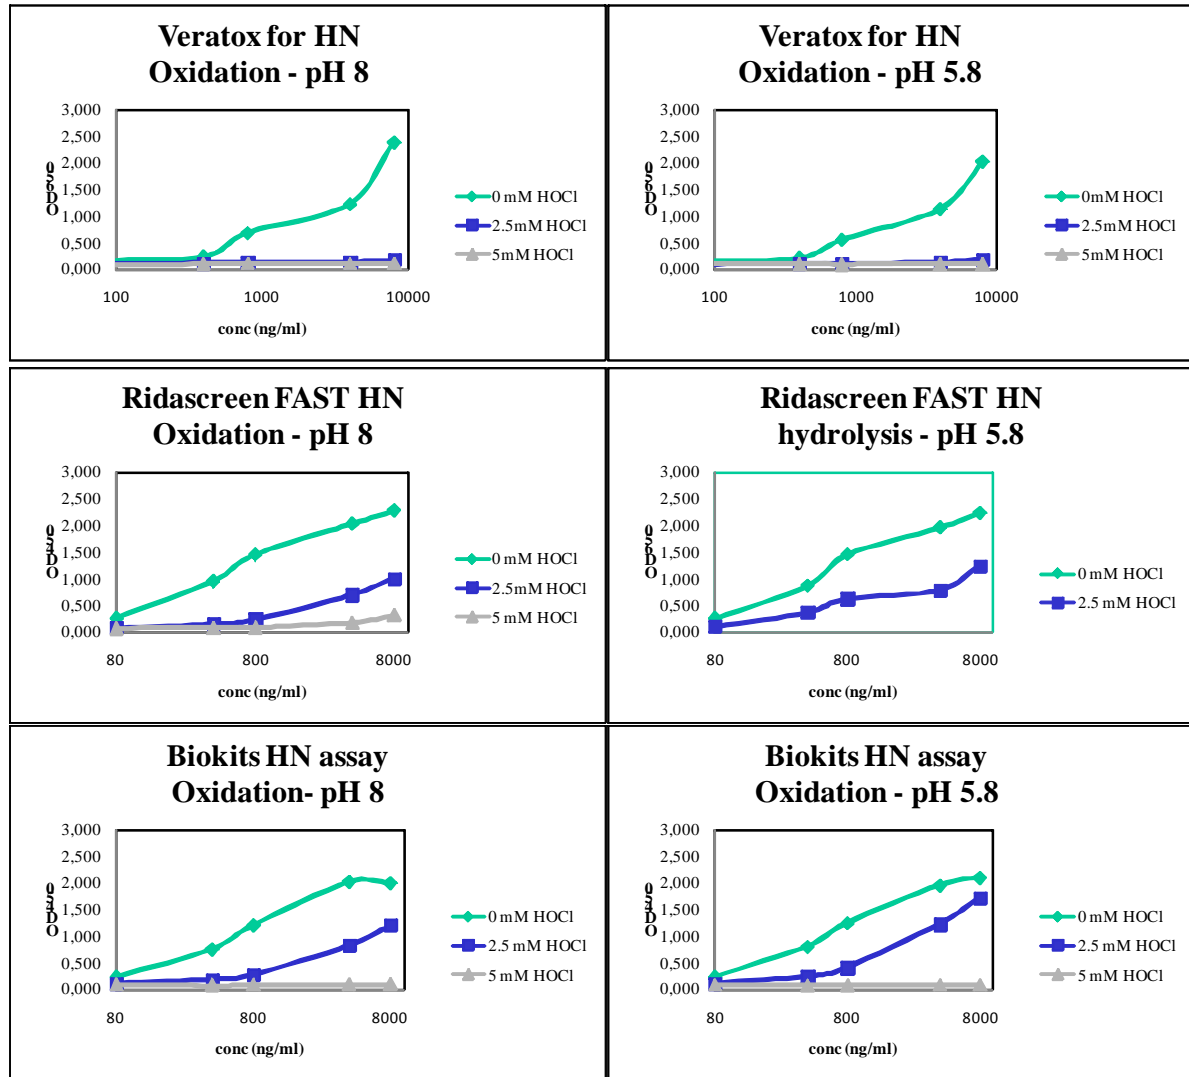 Veratox for HN
Oxidation - pH 8
3,000
2,500
2,000
1,500
1,000
0,500
0,000
OD650
100
1000
10000
conc (ng/ml)
0 mM HOCl
2.5mM HOCl
5mM HOCl
Veratox for HN
Oxidation - pH 5.8
3,000
2,500
2,000
1,500
1,000
0,500
0,000
OD650
100
1000
10000
conc (ng/ml)
0mM HOCl
2.5mM HOCl
5mM HOCl
Ridascreen FAST HN
Oxidation - pH 8
3,000
2,500
2,000
1,500
1,000
0,500
0,000
OD450
80
800
8000
conc (ng/ml)
0 mM HOCl
2.5mM HOCl
5 mM HOCl
Ridascreen FAST HN
hydrolysis - pH 5.8
3,000
2,500
2,000
1,500
1,000
0,500
0,000
OD650
80
800
8000
conc (ng/ml)
0 mM HOCl
2.5 mM HOCl
Biokits HN assay
Oxidation- pH 8
3,000
2,500
2,000
1,500
1,000
0,500
0,000
OD450
80
800
8000
conc (ng/ml)
0 mM HOCl
2.5 mM HOCl
5 mM HOCl
Biokits HN assay
Oxidation - pH 5.8
3,000
2,500
2,000
1,500
1,000
0,500
0,000
OD450
80
800
8000
conc (ng/ml)
0 mM HOCl
2.5 mM HOCl
5 mM HOCl